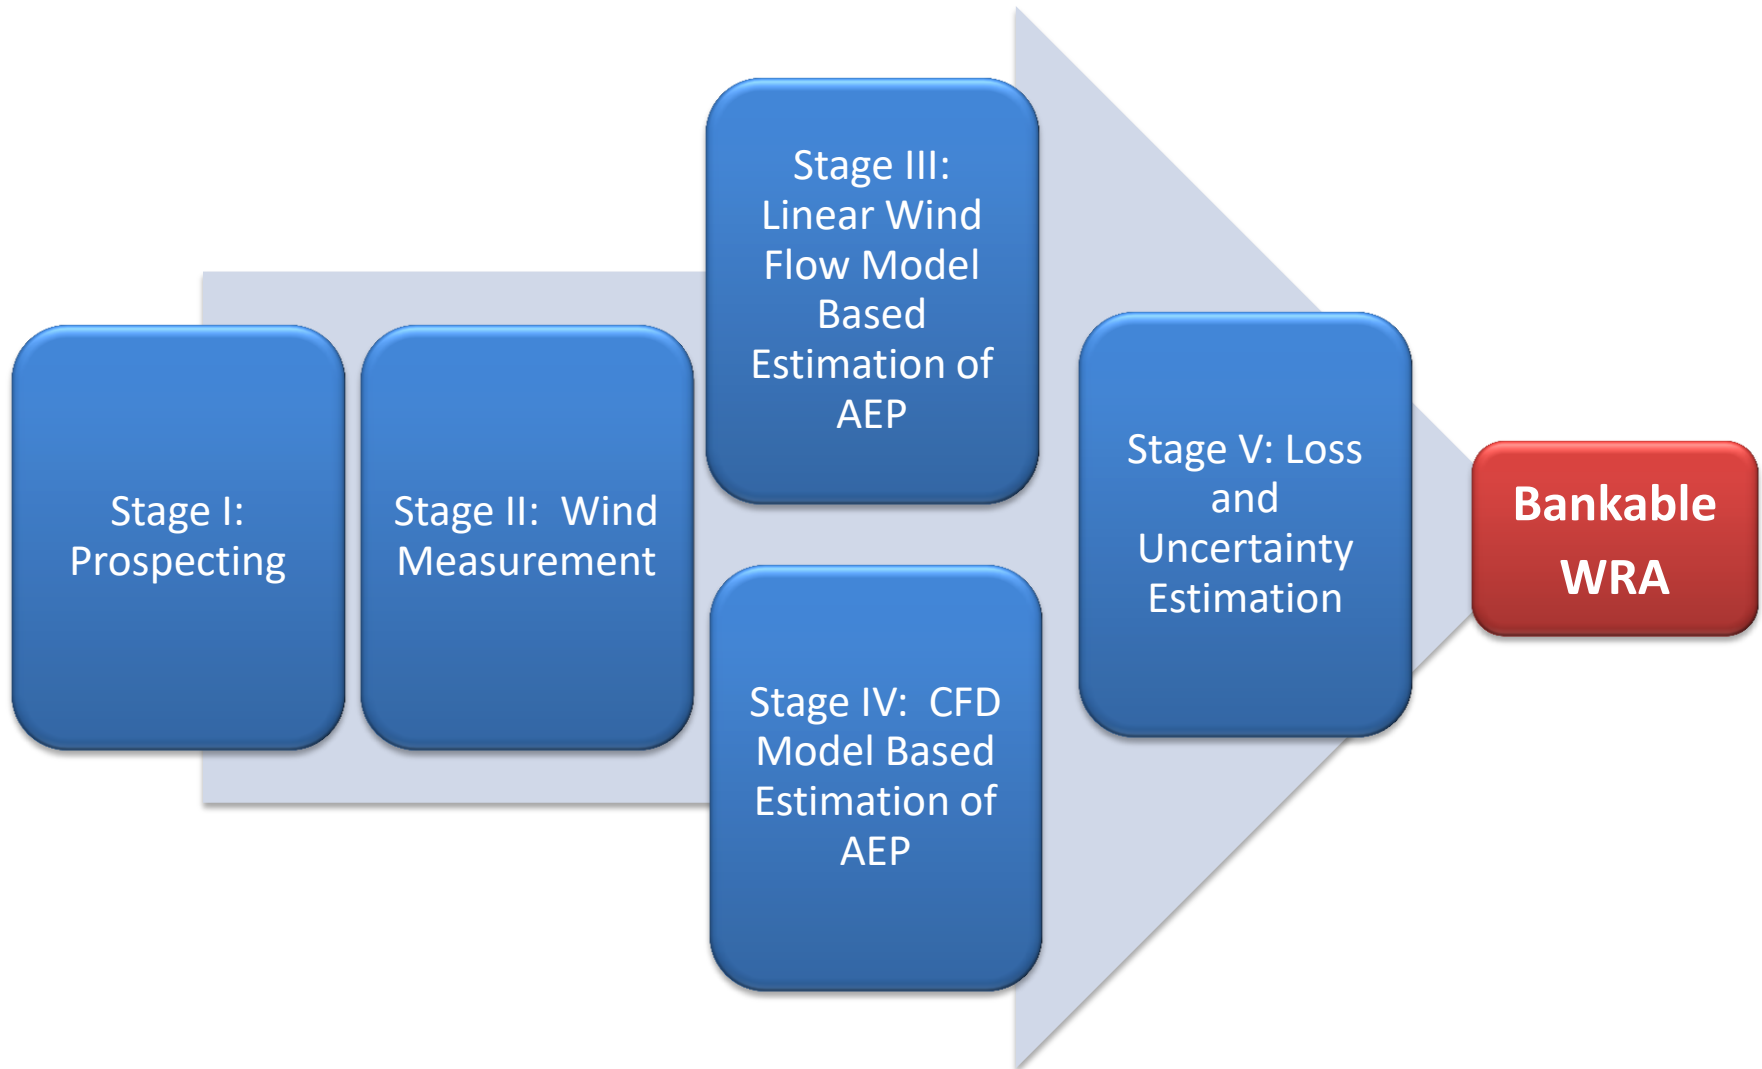 Stage I:
Prospecting
Stage II:  Wind
Measurement
Stage III:
Linear Wind
Flow Model
Based
Estimation of
AEP
Stage IV:  CFD
Model Based
Estimation of
AEP
Stage V: Loss
and
Uncertainty
Estimation
Bankable
WRA